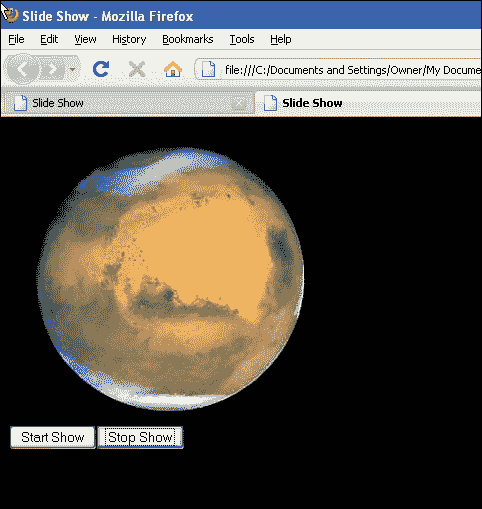 Slide Show - Mozilla Firefox
File Edit View History Bookmarks Tools Help
file:///C:/Documents and Settings/Owner/My Docume
Slide Show Slide Show
Start Show Stop Show